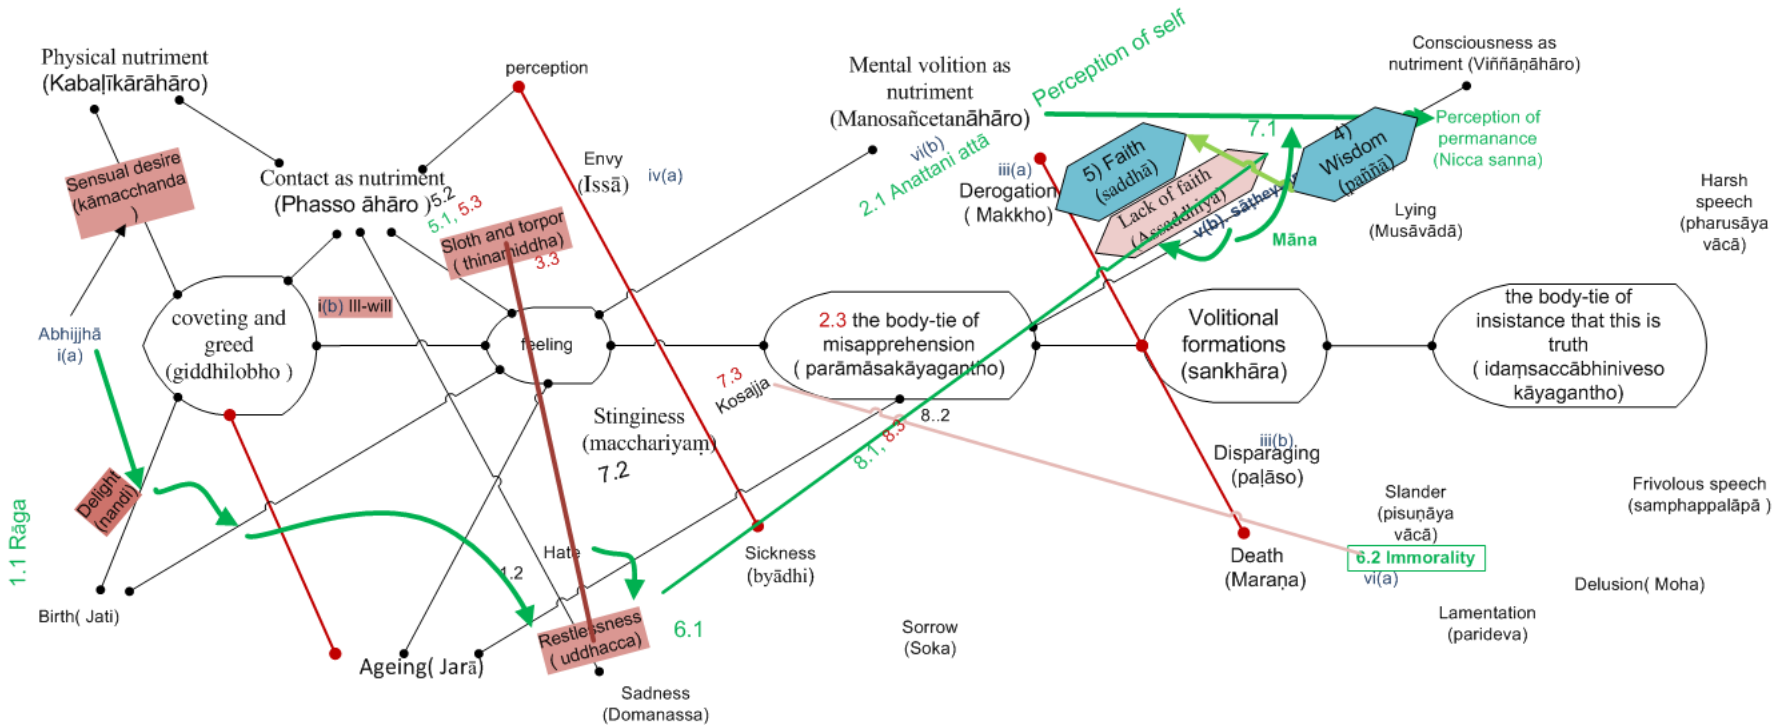 Physical nutriment
(Kabaḷīkārāhāro)
perception
Mental volition as
nutriment
(Manosañcetanāhāro)
Perception of self
Consciousness as
nutriment (Viññāṇāhāro)
Perception of
permanance
(Nicca sanna)
7.1
4)
Wisdom
(paññā)
5) Faith
(saddhā)
Lack of faith
(Assaddhiya)
v(b). sāṭhey
vi(b)
2.1 Anattani attā
iii(a)
Derogation
( Makkho)
Māna
Lying
(Musāvādā)
Harsh
speech
(pharusāya
vācā)
Sensual desire
(kāmacchanda
)
Contact as nutriment
(Phasso āhāro )
5.2
5.1, 5.3
Envy
(Issā)
iv(a)
Sloth and torpor
( thinamiddha)
3.3
Abhijjhā
i(a)
coveting and
greed
(giddhilobho )
i(b) Ill-will
feeling
2.3 the body-tie of
misapprehension
( parāmāsakāyagantho)
Volitional
formations
(sankhāra)
the body-tie of
insistance that this is
truth
( idaṃsaccābhiniveso
kāyagantho)
7.3
Kosajja
Stinginess
(macchariyaṃ)
7.2
8..2
8.1, 8.3
iii(b)
Disparaging
(paḷāso)
Slander
(pisuṇāya
vācā)
6.2 Immorality
vi(a)
Frivolous speech
(samphappalāpā )
1.1 Rāga
Delight
(nandi)
Birth( Jati)
Hate
1.2
Sickness
(byādhi)
Death
(Maraṇa)
Delusion( Moha)
Lamentation
(parideva)
Ageing( Jarā)
Restlessness
( uddhacca)
6.1
Sorrow
(Soka)
Sadness
(Domanassa)